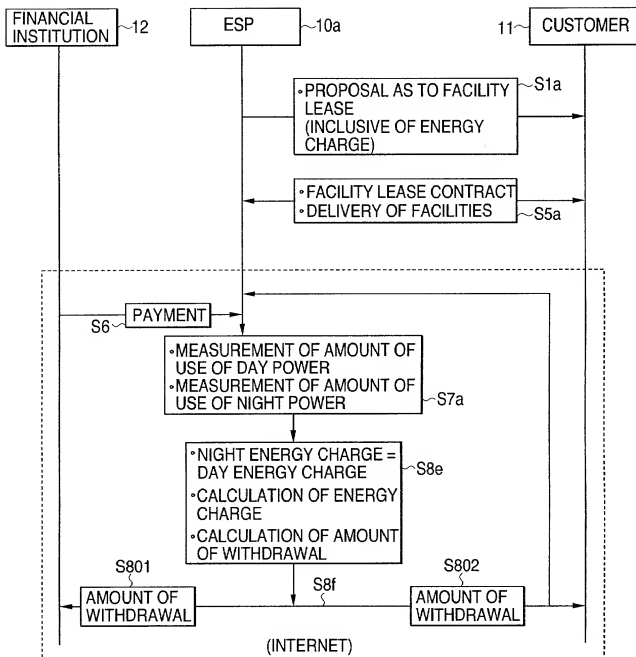 FINANCIAL
INSTITUTION
12
ESP
10a
11
CUSTOMER
S1a
∘PROPOSAL AS TO FACILITY
LEASE
(INCLUSIVE OF ENERGY
CHARGE)
∘FACILITY LEASE CONTRACT
∘DELIVERY OF FACILITIES
S5a
PAYMENT
S6
∘MEASUREMENT OF AMOUNT OF
USE OF DAY POWER
∘MEASUREMENT OF AMOUNT OF
USE OF NIGHT POWER
S7a
∘NIGHT ENERGY CHARGE =
DAY ENERGY CHARGE
∘CALCULATION OF ENERGY
CHARGE
∘CALCULATION OF AMOUNT
OF WITHDRAWAL
S8e
S801
AMOUNT OF
WITHDRAWAL
S8f
S802
AMOUNT OF
WITHDRAWAL
(INTERNET)